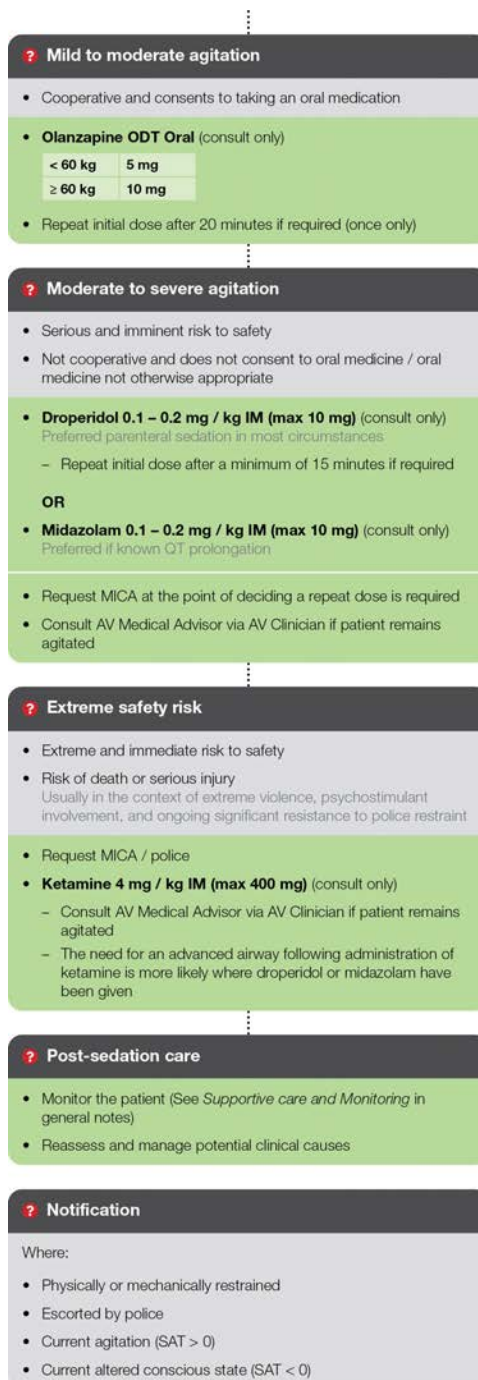 ? Mild to moderate agitation
• Cooperative and consents to taking an oral medication
• Olanzapine ODT Oral (consult only)
< 60 kg 5 mg
≥ 60 kg 10 mg
• Repeat initial dose after 20 minutes if required (once only)
? Moderate to severe agitation
• Serious and imminent risk to safety
• Not cooperative and does not consent to oral medicine / oral
medicine not otherwise appropriate
• Droperidol 0.1 – 0.2 mg / kg IM (max 10 mg) (consult only)
Preferred parenteral sedation in most circumstances
– Repeat initial dose after a minimum of 15 minutes if required
OR
• Midazolam 0.1 – 0.2 mg / kg IM (max 10 mg) (consult only)
Preferred if known QT prolongation
• Request MICA at the point of deciding a repeat dose is required
• Consult AV Medical Advisor via AV Clinician if patient remains
agitated
? Extreme safety risk
• Extreme and immediate risk to safety
• Risk of death or serious injury
Usually in the context of extreme violence, psychostimulant
involvement, and ongoing significant resistance to police restraint
• Request MICA / police
• Ketamine 4 mg / kg IM (max 400 mg) (consult only)
– Consult AV Medical Advisor via AV Clinician if patient remains
agitated
– The need for an advanced airway following administration of
ketamine is more likely where droperidol or midazolam have
been given
? Post-sedation care
• Monitor the patient (See Supportive care and Monitoring in
general notes)
• Reassess and manage potential clinical causes
? Notification
Where:
• Physically or mechanically restrained
• Escorted by police
• Current agitation (SAT > 0)
• Current altered conscious state (SAT < 0)